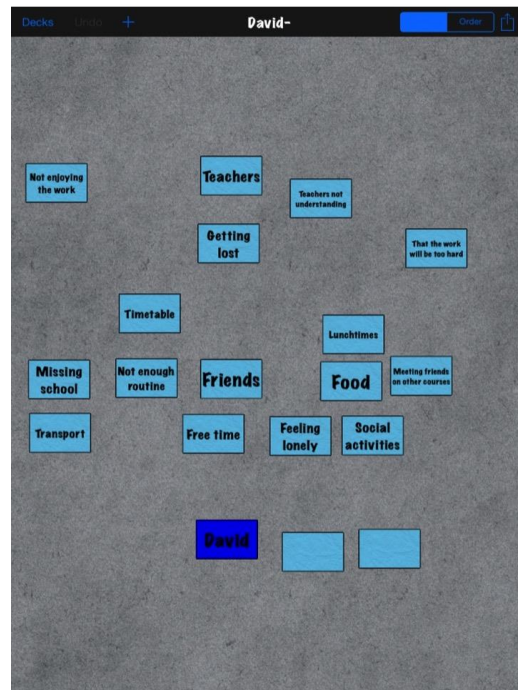 Decks Undo + David- Order
Teachers
Not enjoying
the work
Teachers not
understanding
Getting
lost
That the work
will be too hard
Timetable
Lunchtimes
Missing
school
Not enough
routine
Friends
Food
Meeting friends
on other courses
Transport
Free time
Feeling
lonely
Social
activities
David